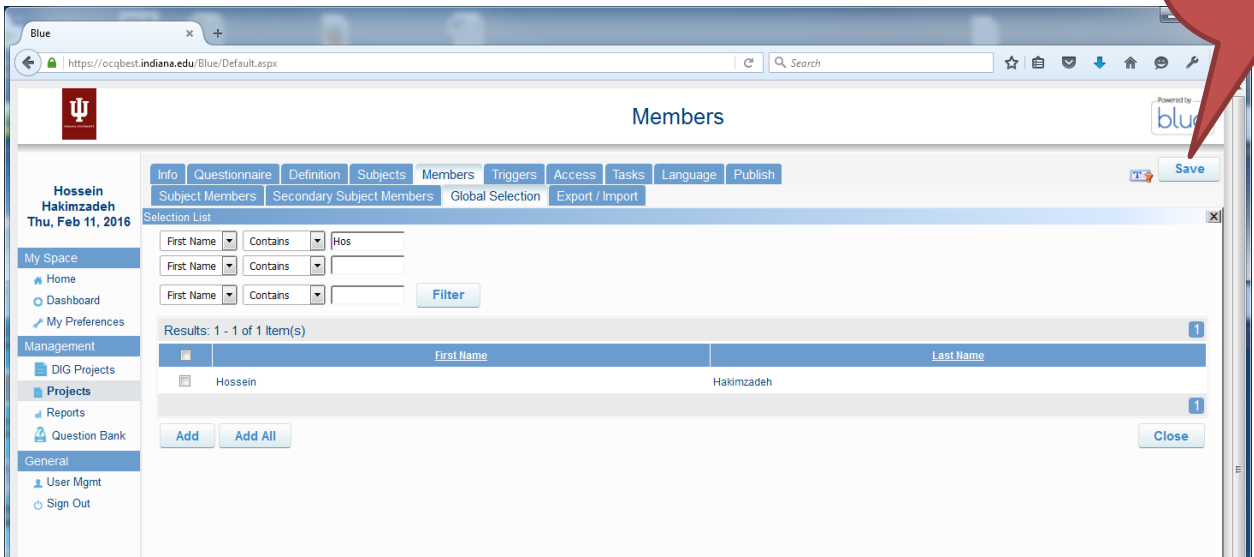 Blue
https://ocqbest.indiana.edu/Blue/Default.aspx
Search
Members
Powered by
blue
Info Questionnaire Definition Subjects Members Triggers Access Tasks Language Publish
Save
Subject Members Secondary Subject Members Global Selection Export / Import
Hossein
Hakimzadeh
Thu, Feb 11, 2016
Selection List
First Name Contains Hos
First Name Contains
First Name Contains Filter
My Space
Home
Dashboard
My Preferences
Management
DIG Projects
Projects
Reports
Question Bank
General
User Mgmt
Sign Out
Results: 1 - 1 of 1 Item(s) 1
First Name Last Name
Hossein Hakimzadeh
1
Add Add All Close